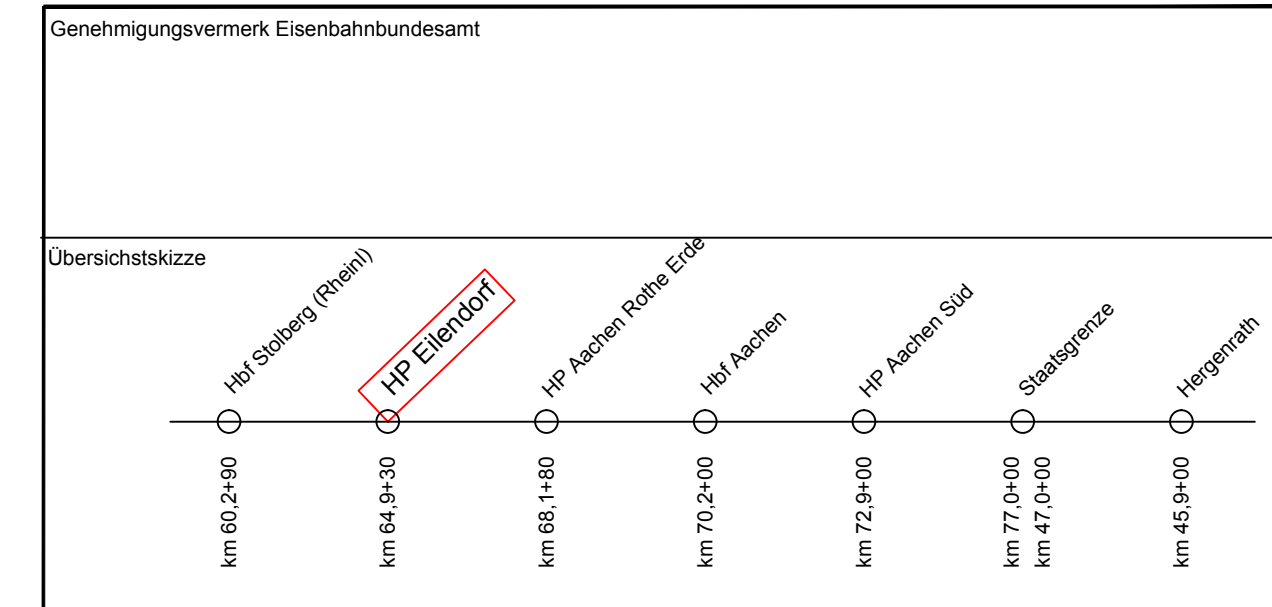 Genehmigungsvermerk Eisenbahnbundesamt
Übersichstskizze
Hbf Stolberg (Rheinl)
HP Eilendorf
HP Aachen Rothe Erde
Hbf Aachen
HP Aachen Süd
Staatsgrenze
Hergenrath
km 60,2+90
km 64,9+30
km 68,1+80
km 70,2+00
km 72,9+00
km 77,0+00
km 47,0+00
km 45,9+00